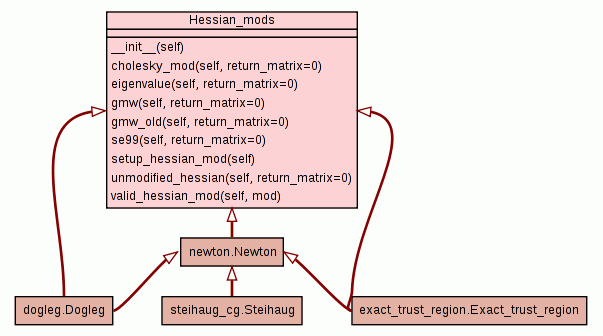 Hessian_mods
__init__(self)
cholesky_mod(self, return_matrix=0)
eigenvalue(self, return_matrix=0)
gmw(self, return_matrix=0)
gmw_old(self, return_matrix=0)
se99(self, return_matrix=0)
setup_hessian_mod(self)
unmodified_hessian(self, return_matrix=0)
valid_hessian_mod(self, mod)
newton.Newton
dogleg.Dogleg
steihaug_cg.Steihaug
exact_trust_region.Exact_trust_region